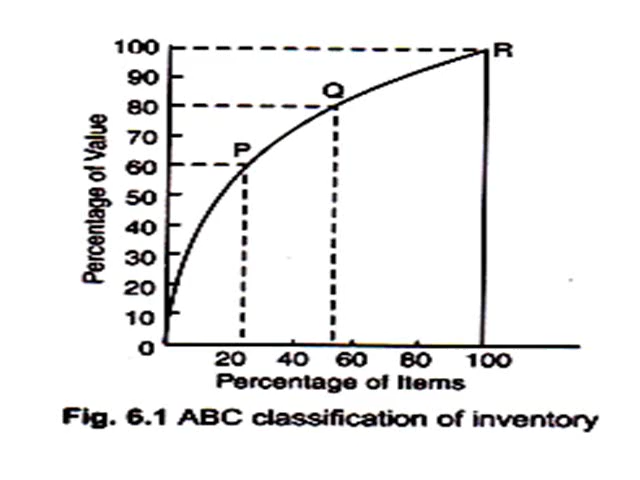 100
R
90
Q
80
70
P
60
50
40
30
20
10
0
20 40 60 80 100
Percentage of Value
Percentage of Items
Fig. 6.1 ABC classification of inventory